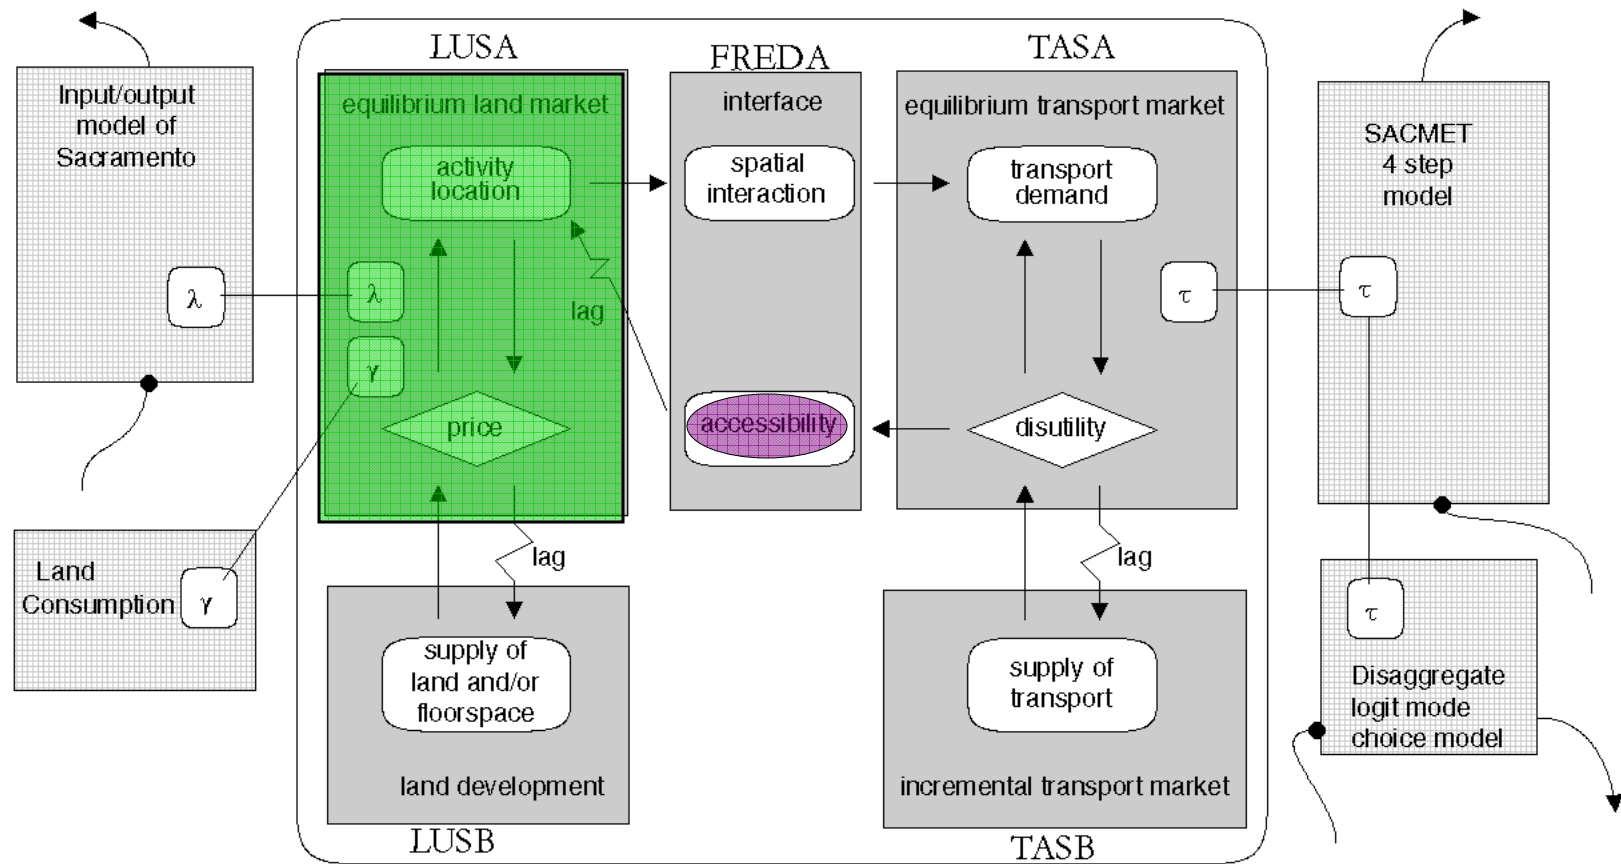 LUSA
FREDA
TASA
Input/output
model of
Sacramento
λ
equilibrium land market
activity
location
λ
γ
lag
price
interface
spatial
interaction
accessibility
equilibrium transport market
transport
demand
τ
disutility
SACMET
4 step
model
τ
Land
Consumption
γ
lag
supply of
land and/or
floorspace
land development
LUSB
lag
supply of
transport
incremental transport market
TASB
τ
Disaggregate
logit mode
choice model